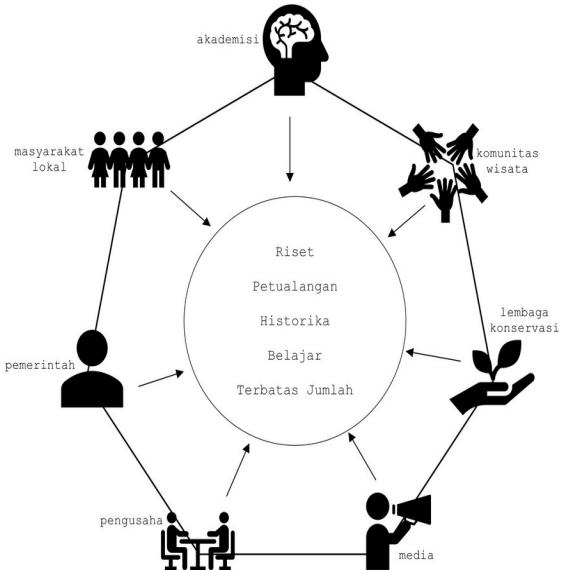 akademisi
masyarakat
lokal
komunitas
wisata
Riset
Petualangan
Historika
Belajar
Terbatas Jumlah
lembaga
konservasi
pemerintah
pengusaha
media